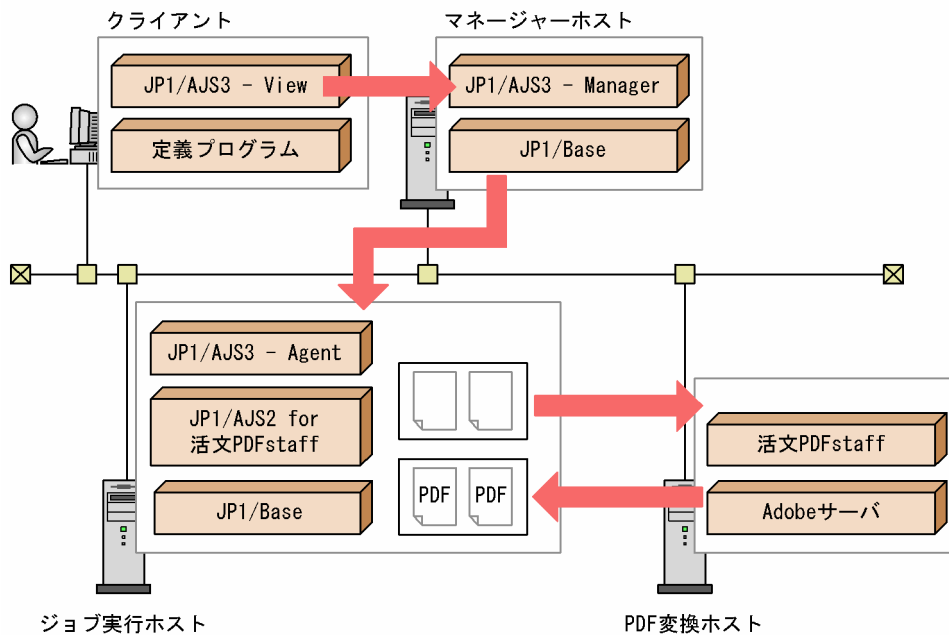 クライアント
マネージャーホスト
JP1/AJS3 - View
定義プログラム
JP1/AJS3 - Manager
JP1/Base
JP1/AJS3 - Agent
JP1/AJS2 for
活文PDFstaff
JP1/Base
PDF
PDF
活文PDFstaff
Adobeサーバ
ジョブ実行ホスト
PDF変換ホスト